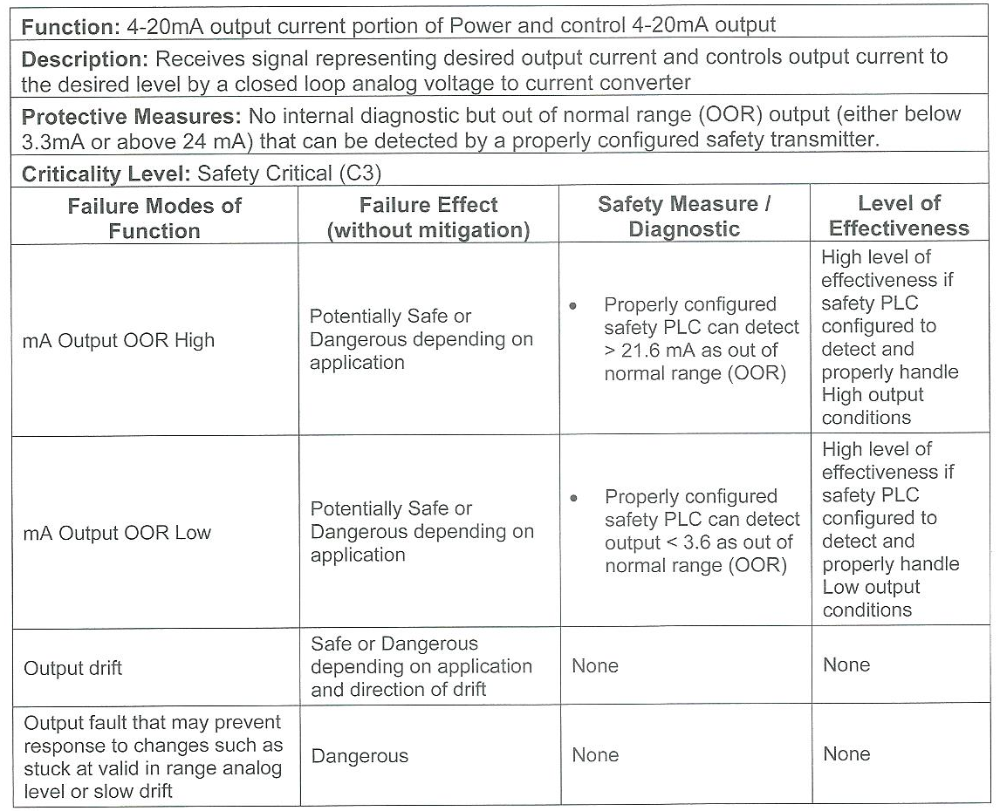 Function: 4-20mA output current portion of Power and control 4-20mA output
Description: Receives signal representing desired output current and controls output current to
the desired level by a closed loop analog voltage to current converter
Protective Measures: No internal diagnostic but out of normal range (OOR) output (either below
3.3mA or above 24 mA) that can be detected by a properly configured safety transmitter.
Criticality Level: Safety Critical (C3)
Failure Modes of
Function
Failure Effect
(without mitigation)
Safety Measure /
Diagnostic
Level of
Effectiveness
mA Output OOR High
Potentially Safe or
Dangerous depending on
application
• Properly configured
safety PLC can detect
> 21.6 mA as out of
normal range (OOR)
High level of
effectiveness if
safety PLC
configured to
detect and
properly handle
High output
conditions
mA Output OOR Low
Potentially Safe or
Dangerous depending on
application
• Properly configured
safety PLC can detect
output < 3.6 as out of
normal range (OOR)
High level of
effectiveness if
safety PLC
configured to
detect and
properly handle
Low output
conditions
Output drift
Safe or Dangerous
depending on application
and direction of drift
None
None
Output fault that may prevent
response to changes such as
stuck at valid in range analog
level or slow drift
Dangerous
None
None